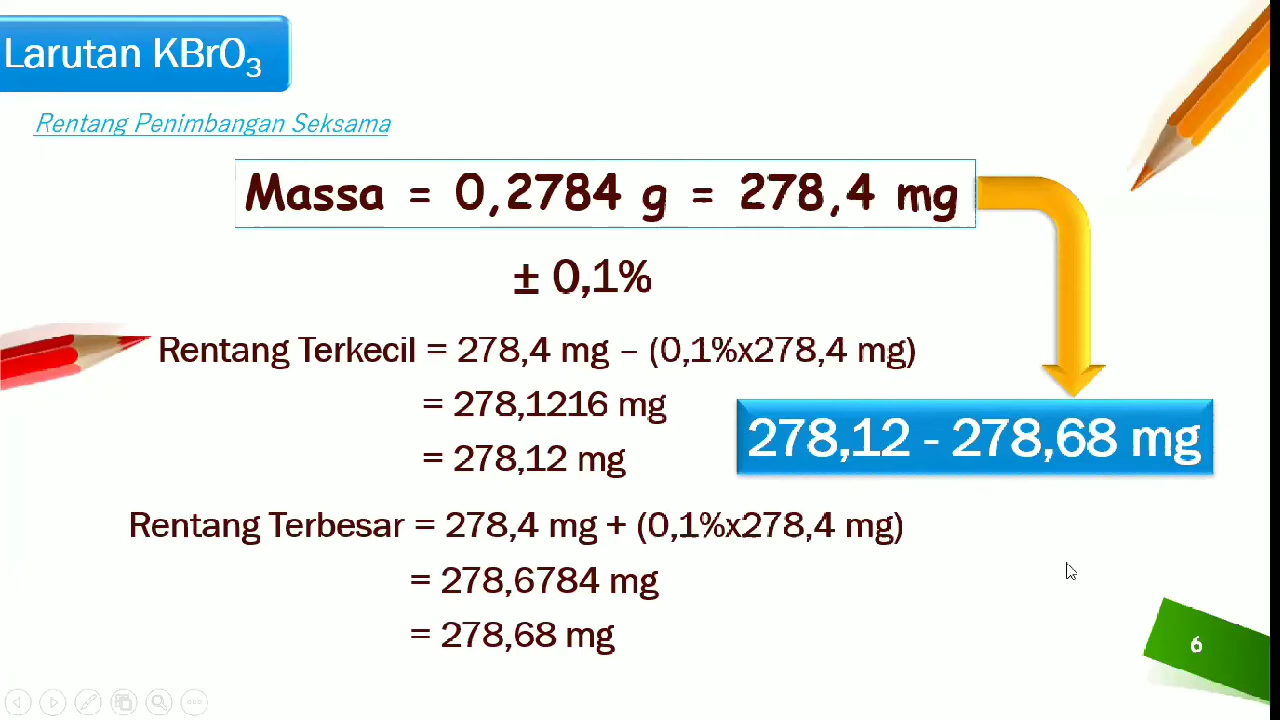 Larutan KBrO₃
Rentang Penimbangan Seksama
Massa = 0,2784 g = 278,4 mg
± 0,1%
Rentang Terkecil = 278,4 mg – (0,1%x278,4 mg)
= 278,1216 mg
= 278,12 mg
278,12 - 278,68 mg
Rentang Terbesar = 278,4 mg + (0,1%x278,4 mg)
= 278,6784 mg
= 278,68 mg
6